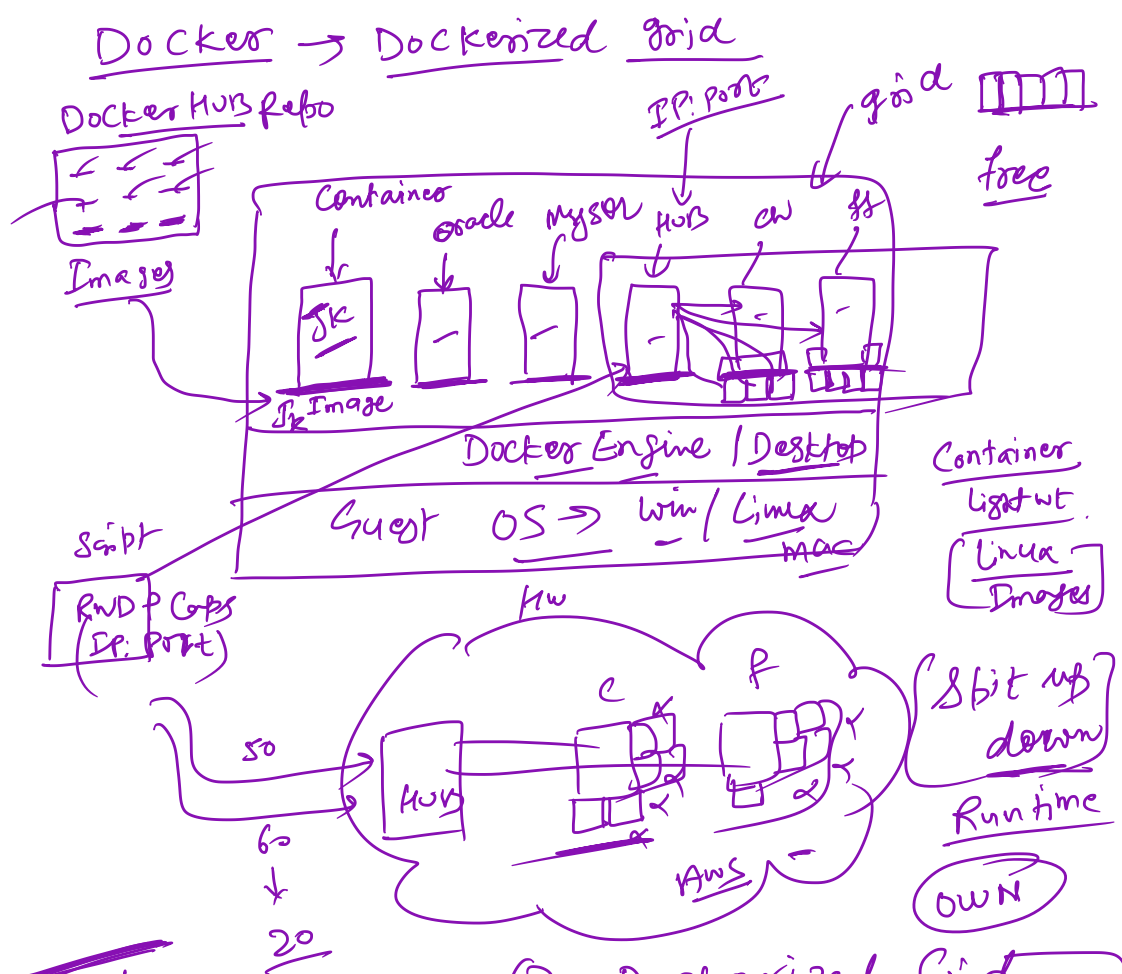 Docker → Dockerized grid
Docker HUB Repo
IP: Port
grid
free
Container
oracle
MySQL
HUB
CH
ff
Images
JK
Jk Image
Docker Engine / Desktop
Guest OS → Win / Linux
MAC
Container
Light wt
Linux
Images
Script
RWD + Caps
(IP: Port)
HW
C
f
Spit up
down
50
HUB
Runtime
60
AWS
OWN
20